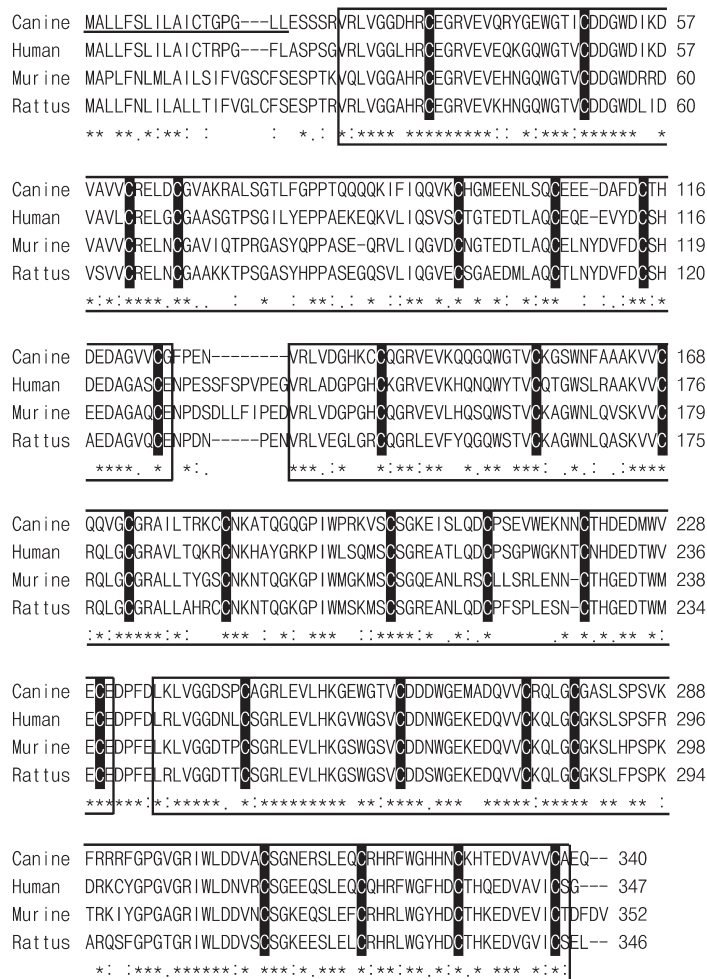 Canine MALLFSLILAICTGPG---LLESSSRVRLVGGDHRCEGRVEVQRYGEWGTICDDGWDIKD 57
Human MALLFSLILAICTRPG---FLASPSGVRLVGGLHRCEGRVEVEQKGQWGTVCDDGWDIKD 57
Murine MAPLFNLMLAILSIFVGSCFSESPTKVQLVGGAHRCEGRVEVEHNGQWGTVCDDGWDRRD 60
Rattus MALLFNLILALLTIFVGLCFSESPTRVRLVGGAHRCEGRVEVKHNGQWGTVCDDGWDLID 60
** **.*:**: : : *.: *:**** *********:: *:***:****** *
Canine VAVVCRELDCGVAKRALSGTLFGPPTQQQQKIFIQQVKCHGMEENLSQCEEE-DAFDCTH 116
Human VAVLCRELGCGAASGTPSGILYEPPAEKEQKVLIQSVSCTGTEDTLAQCEQE-EVYDCSH 116
Murine VAVVCRELNCGAVIQTPRGASYQPPASE-QRVLIQGVDCNGTEDTLAQCELNYDVFDCSH 119
Rattus VSVVCRELNCGAAKKTPSGASYHPPASEGQSVLIQGVECSGAEDMLAQCTLNYDVFDCSH 120
*:*:****.**.. : * : **: : * ::** *.* * *: *:** : :.:**:*
Canine DEDAGVVCGFPEN--------VRLVDGHKCCQGRVEVKQQGQWGTVCKGSWNFAAAKVVC 168
Human DEDAGASCENPESSFSPVPEGVRLADGPGHCKGRVEVKHQNQWYTVCQTGWSLRAAKVVC 176
Murine EEDAGAQCENPDSDLLFIPEDVRLVDGPGHCQGRVEVLHQSQWSTVCKAGWNLQVSKVVC 179
Rattus AEDAGVQCENPDN-----PENVRLVEGLGRCQGRLEVFYQGQWSTVCKAGWNLQASKVVC 175
****. * *:. ***.:* *:**:** *.** ***: .*.: .:****
Canine QQVGCGRAILTRKCCNKATQGQGPIWPRKVSCSGKEISLQDCPSEVWEKNNCTHDEDMWV 228
Human RQLGCGRAVLTQKRCNKHAYGRKPIWLSQMSCSGREATLQDCPSGPWGKNTCNHDEDTWV 236
Murine RQLGCGRALLTYGSCNKNTQGKGPIWMGKMSCSGQEANLRSCLLSRLENN-CTHGEDTWM 238
Rattus RQLGCGRALLAHRCCNKNTQGKGPIWMSKMSCSGREANLQDCPFSPLESN-CTHGEDTWM 234
:*:*****:*: *** : *: *** ::****:* .*:.* .* *.*.** *:
Canine ECEDPFDLKLVGGDSPCAGRLEVLHKGEWGTVCDDDWGEMADQVVCRQLGCGASLSPSVK 288
Human ECEDPFDLRLVGGDNLCSGRLEVLHKGVWGSVCDDNWGEKEDQVVCKQLGCGKSLSPSFR 296
Murine ECEDPFELKLVGGDTPCSGRLEVLHKGSWGSVCDDNWGEKEDQVVCKQLGCGKSLHPSPK 298
Rattus ECEDPFELRLVGGDTTCSGRLEVLHKGSWGSVCDDSWGEKEDQVVCKQLGCGKSLFPSPK 294
******:*:*****. *:********* **:****.*** *****:***** ** ** :
Canine FRRRFGPGVGRIWLDDVACSGNERSLEQCRHRFWGHHNCKHTEDVAVVCAEQ-- 340
Human DRKCYGPGVGRIWLDNVRCSGEEQSLEQCQHRFWGFHDCTHQEDVAVICSG--- 347
Murine TRKIYGPGAGRIWLDDVNCSGKEQSLEFCRHRLWGYHDCTHKEDVEVICTDFDV 352
Rattus ARQSFGPGTGRIWLDDVSCSGKEESLELCRHRLWGYHDCTHKEDVGVICSEL-- 346
*: :***.******:* ***:*.*** *:**:**.*:*.* *** *:*: